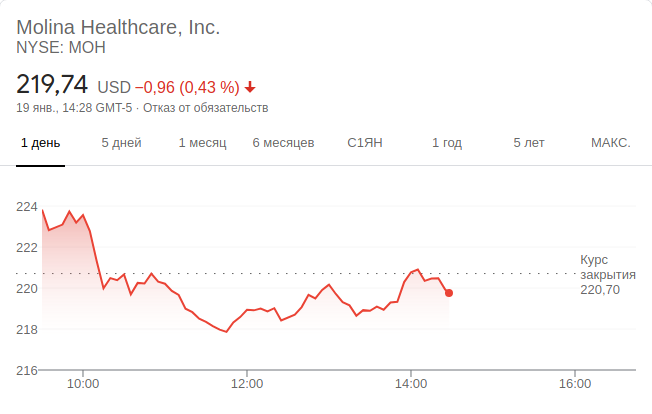 Molina Healthcare, Inc.
NYSE: MOH
219,74 USD −0,96 (0,43 %)
19 янв., 14:28 GMT-5 · Отказ от обязательств
1 день 5 дней 1 месяц 6 месяцев С1ЯН 1 год 5 лет МАКС.
224
222
220
218
216
Курс
закрытия
220,70
10:00 12:00 14:00 16:00